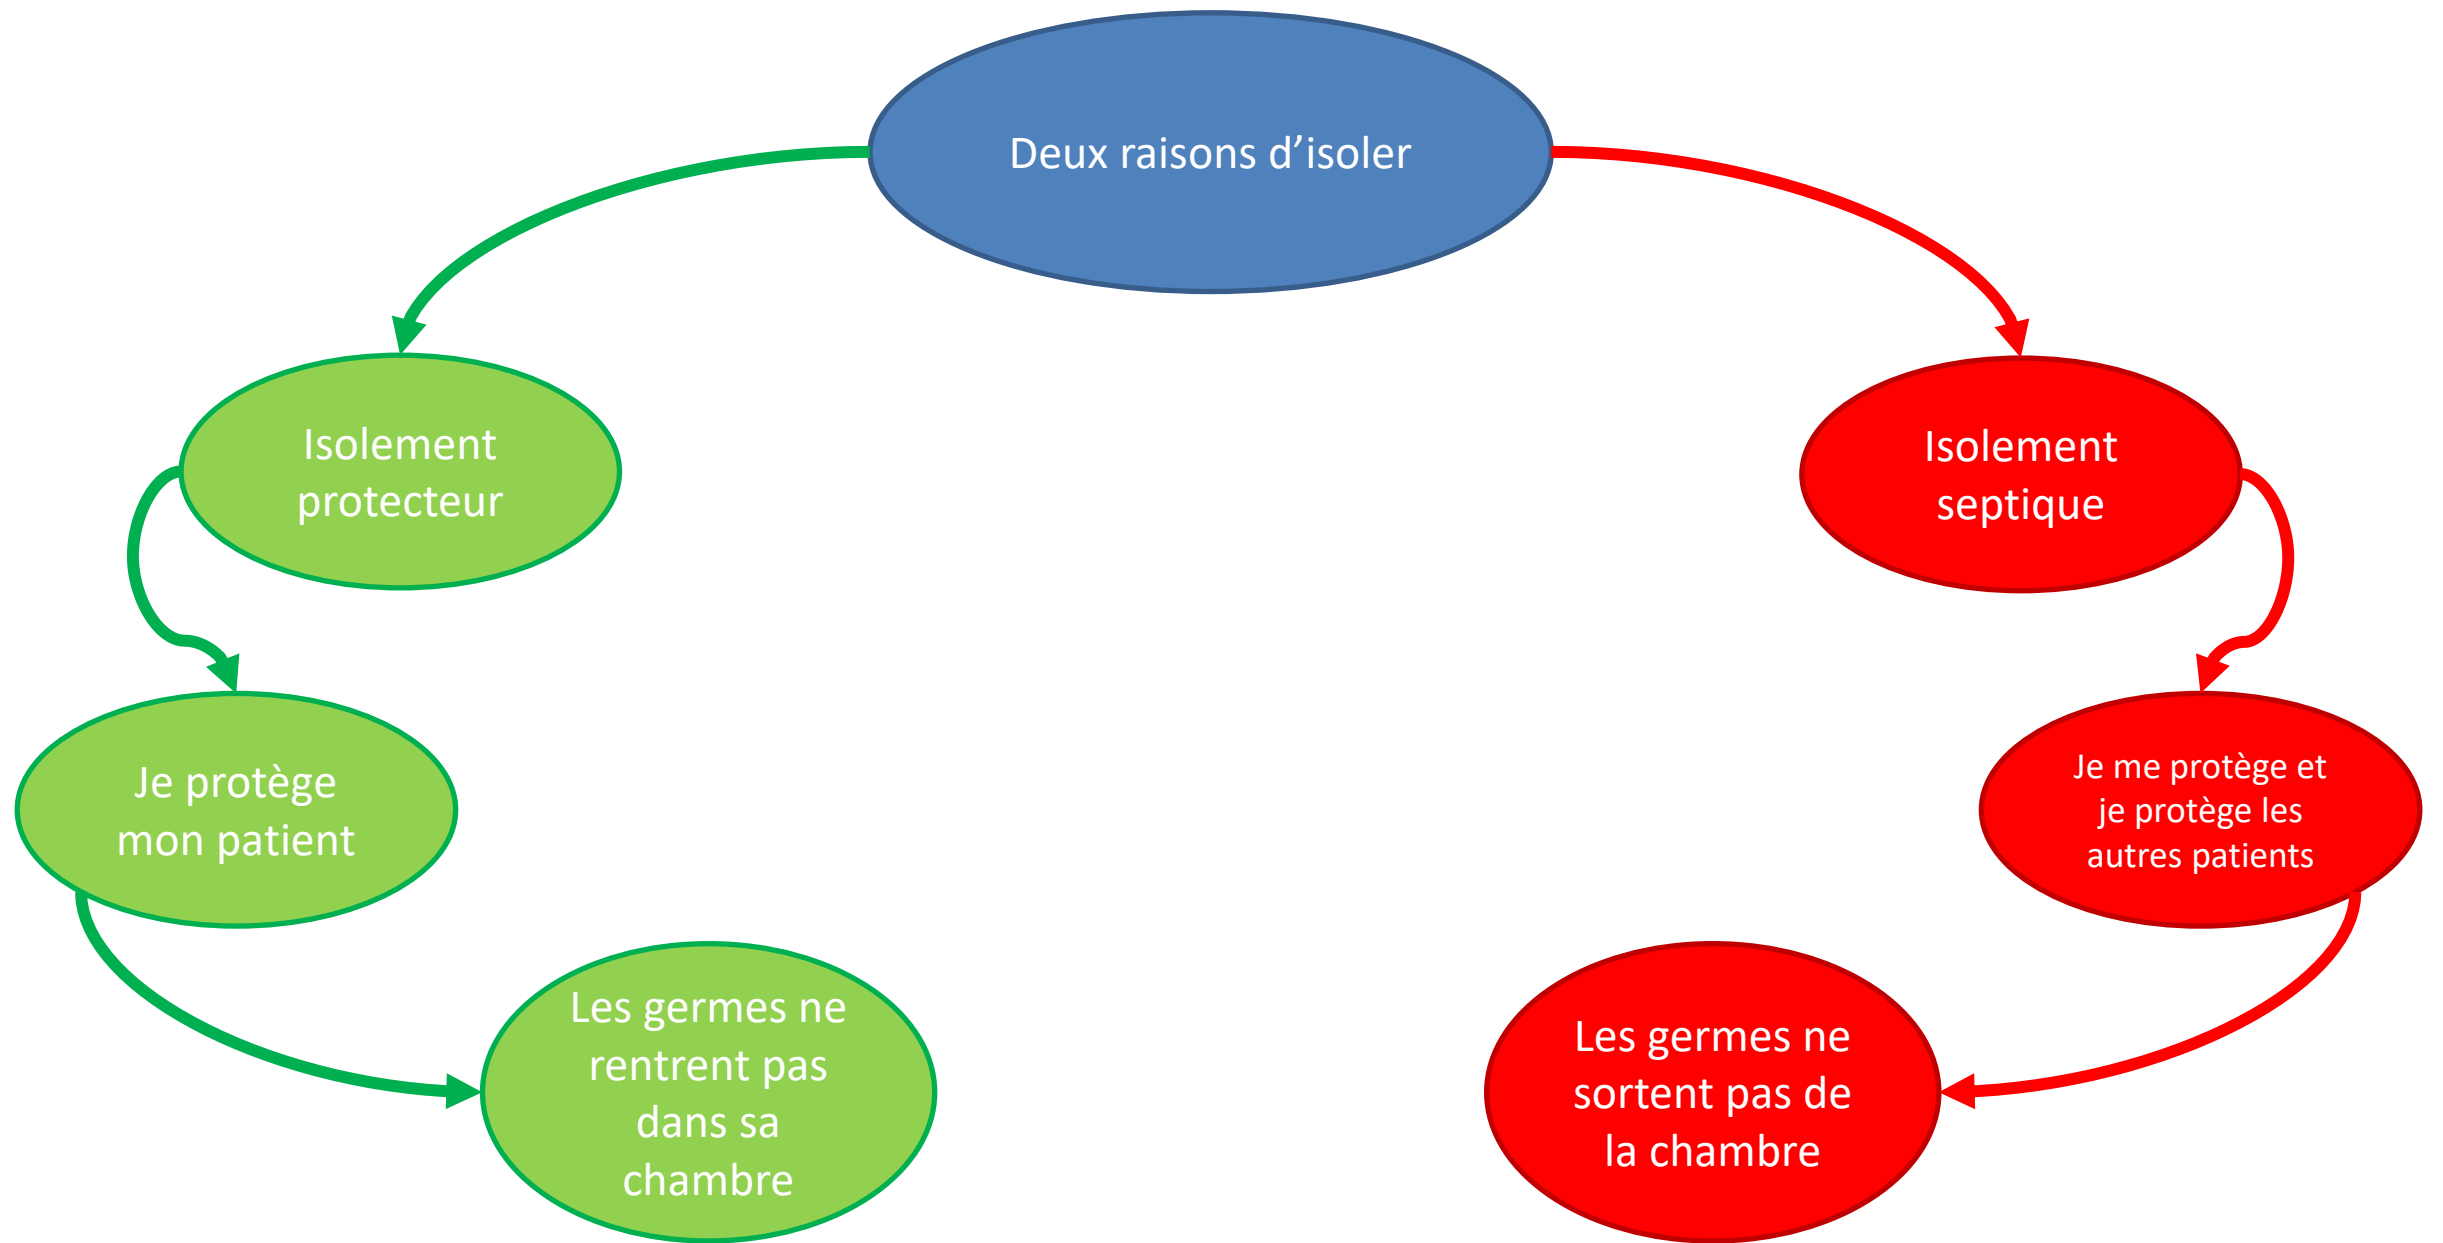 Deux raisons d’isoler
Isolement
protecteur
Isolement
septique
Je protège
mon patient
Je me protège et
je protège les
autres patients
Les germes ne
rentrent pas
dans sa
chambre
Les germes ne
sortent pas de
la chambre